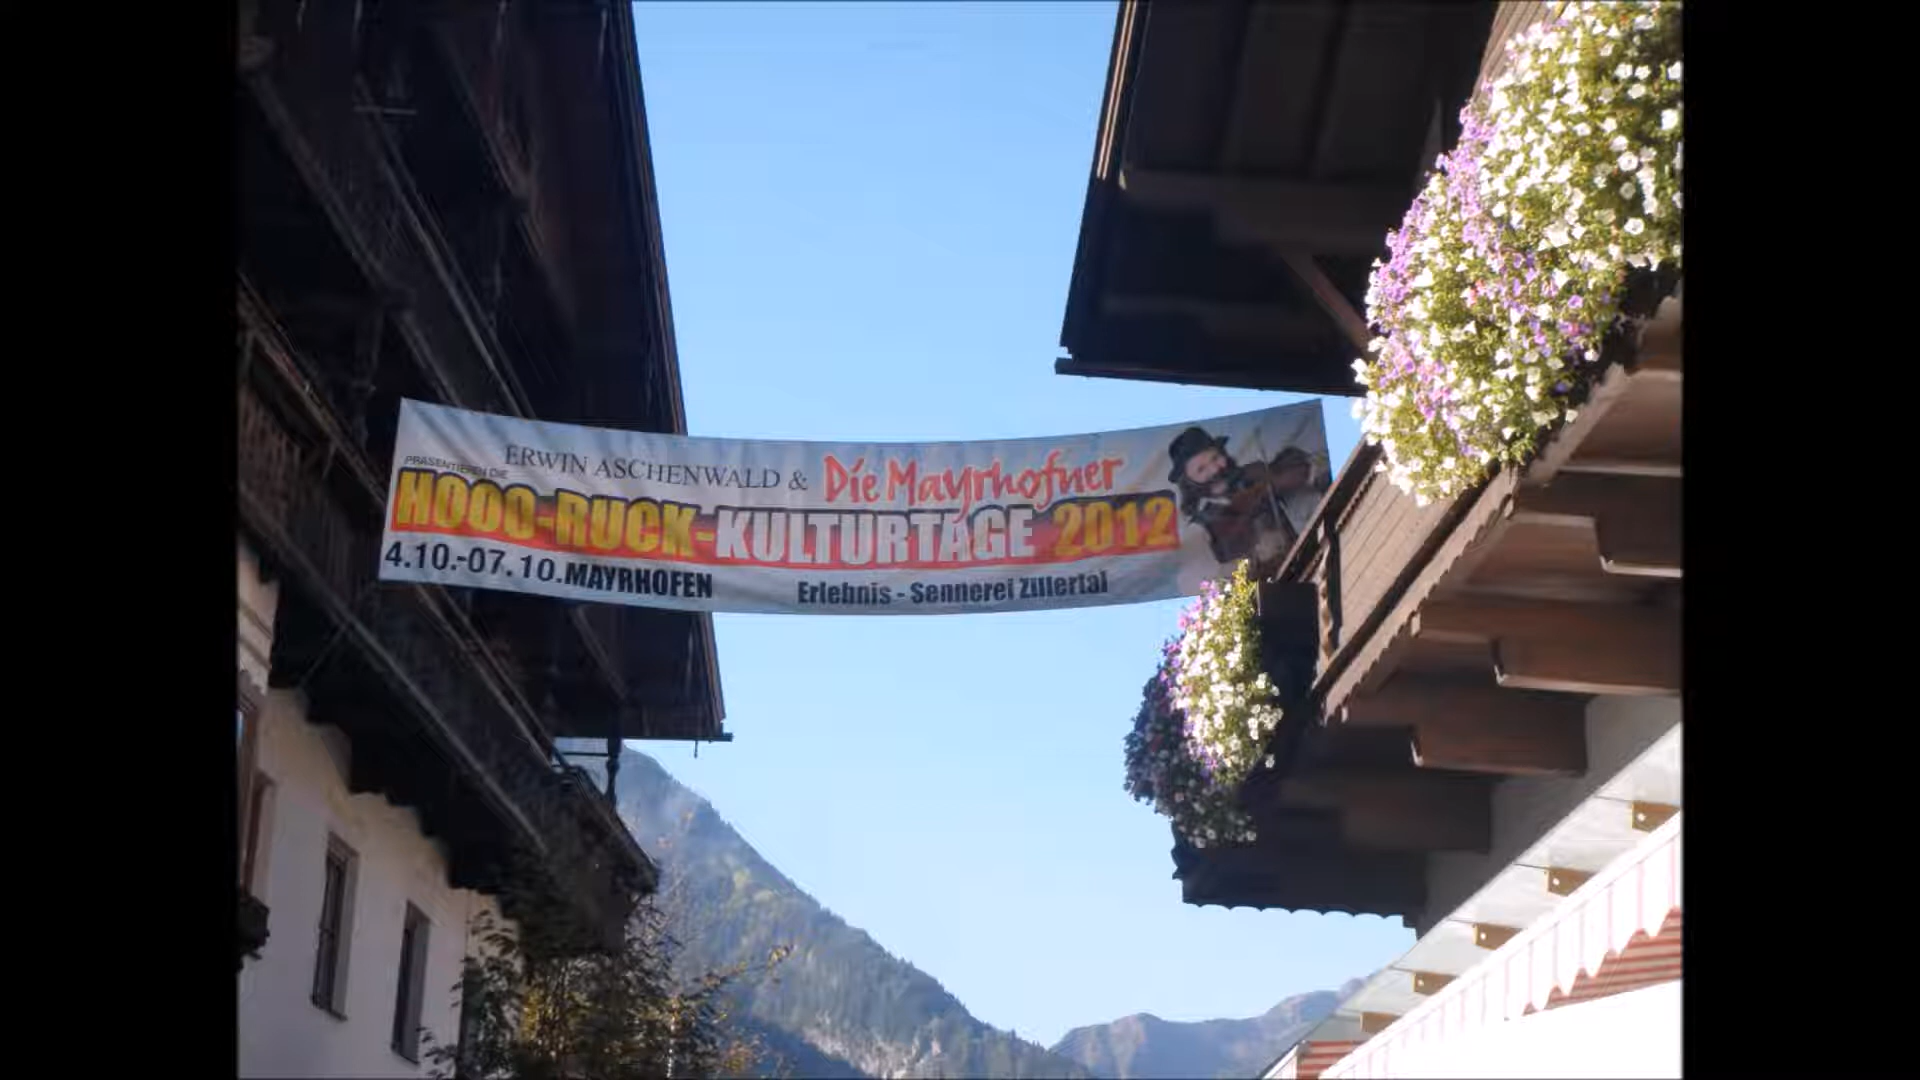 ERWIN ASCHENWALD & Die Mayrhofner
PRÄSENTIEREN DIE
HOOO-RUCK-KULTURTAGE 2012
4.10.-07.10.MAYRHOFEN Erlebnis - Sennerei Zillertal